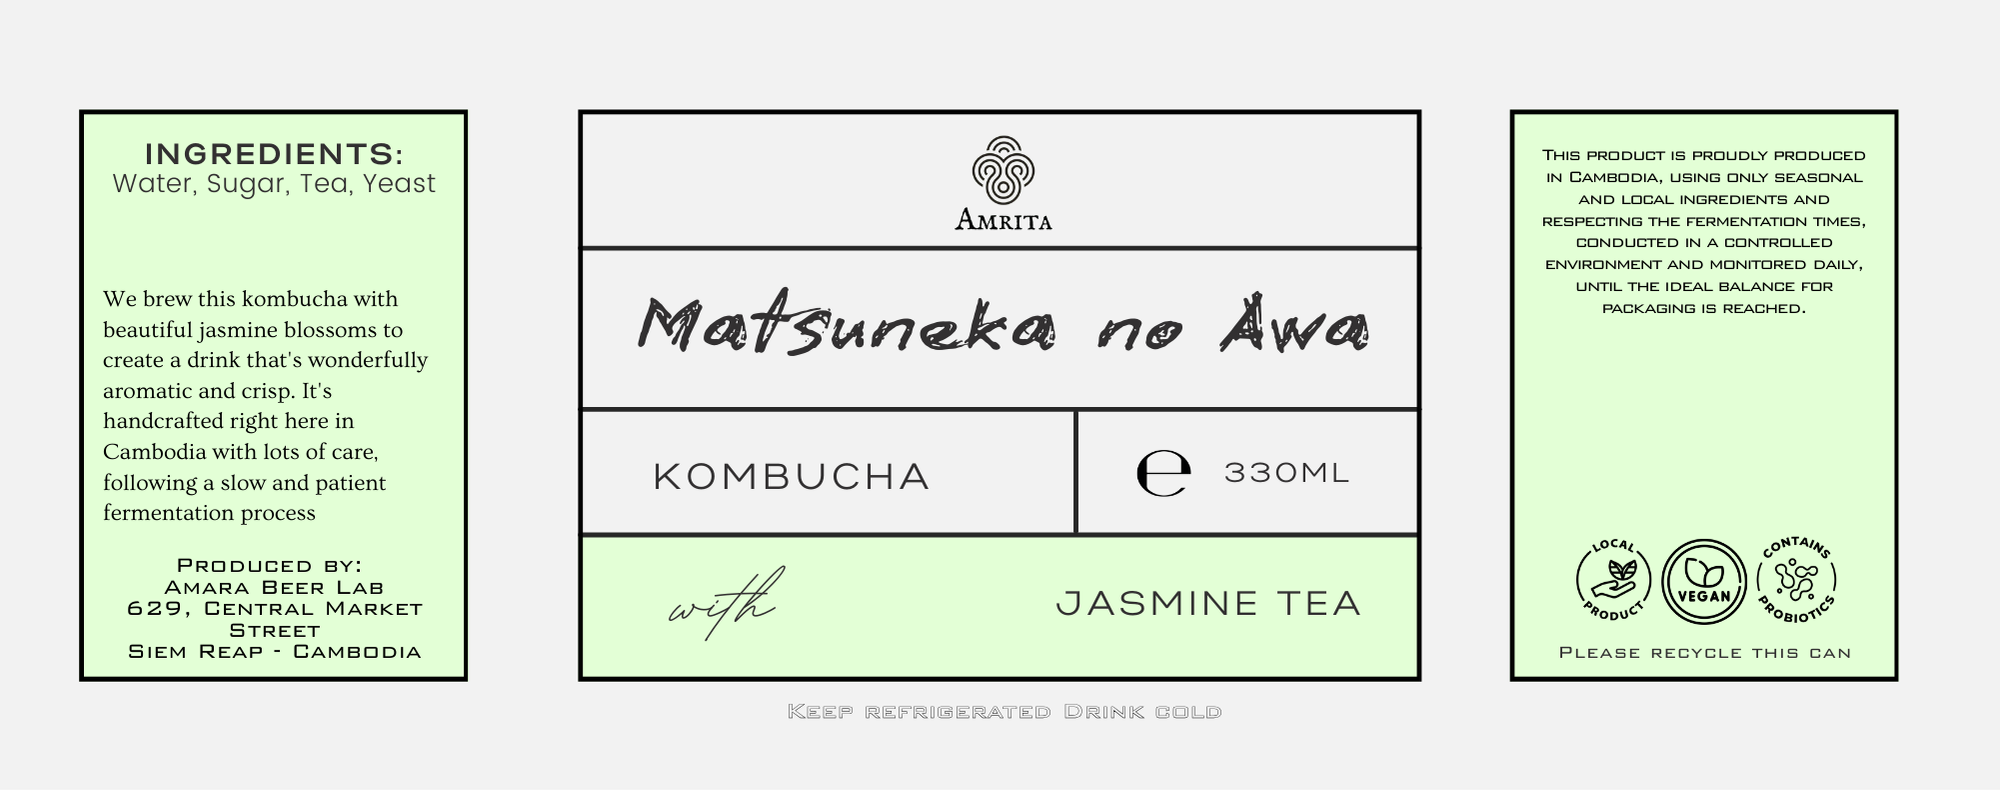 INGREDIENTS:
Water, Sugar, Tea, Yeast
We brew this kombucha with
beautiful jasmine blossoms to
create a drink that's wonderfully
aromatic and crisp. It's
handcrafted right here in
Cambodia with lots of care,
following a slow and patient
fermentation process
Produced by:
Amara Beer Lab
629, Central Market
Street
Siem Reap - Cambodia
Amrita
Matsuneka no Awa
KOMBUCHA
e 330ML
with JASMINE TEA
Keep refrigerated Drink cold
This product is proudly produced
in Cambodia, using only seasonal
and local ingredients and
respecting the fermentation times,
conducted in a controlled
environment and monitored daily,
until the ideal balance for
packaging is reached.
LOCAL PRODUCT
VEGAN
CONTAINS PROBIOTICS
Please recycle this can